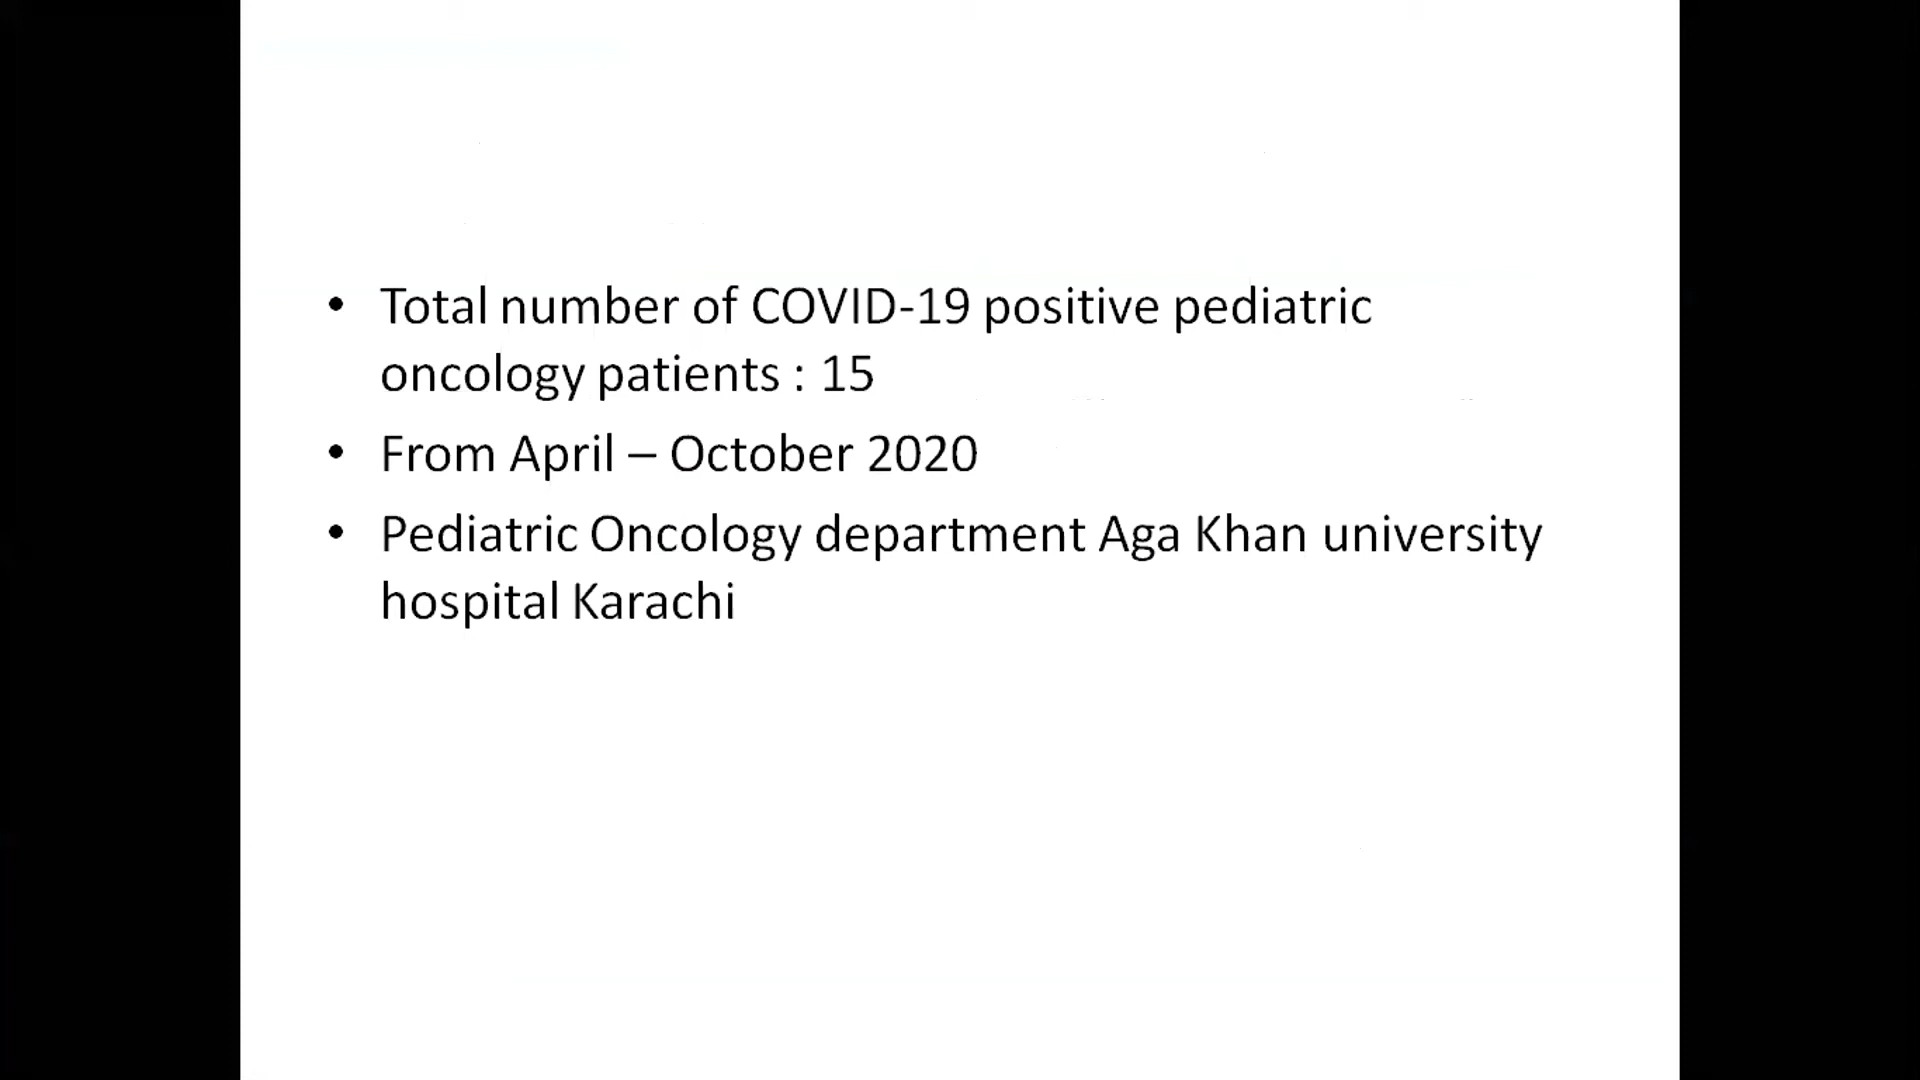 • Total number of COVID-19 positive pediatric
oncology patients : 15
• From April – October 2020
• Pediatric Oncology department Aga Khan university
hospital Karachi